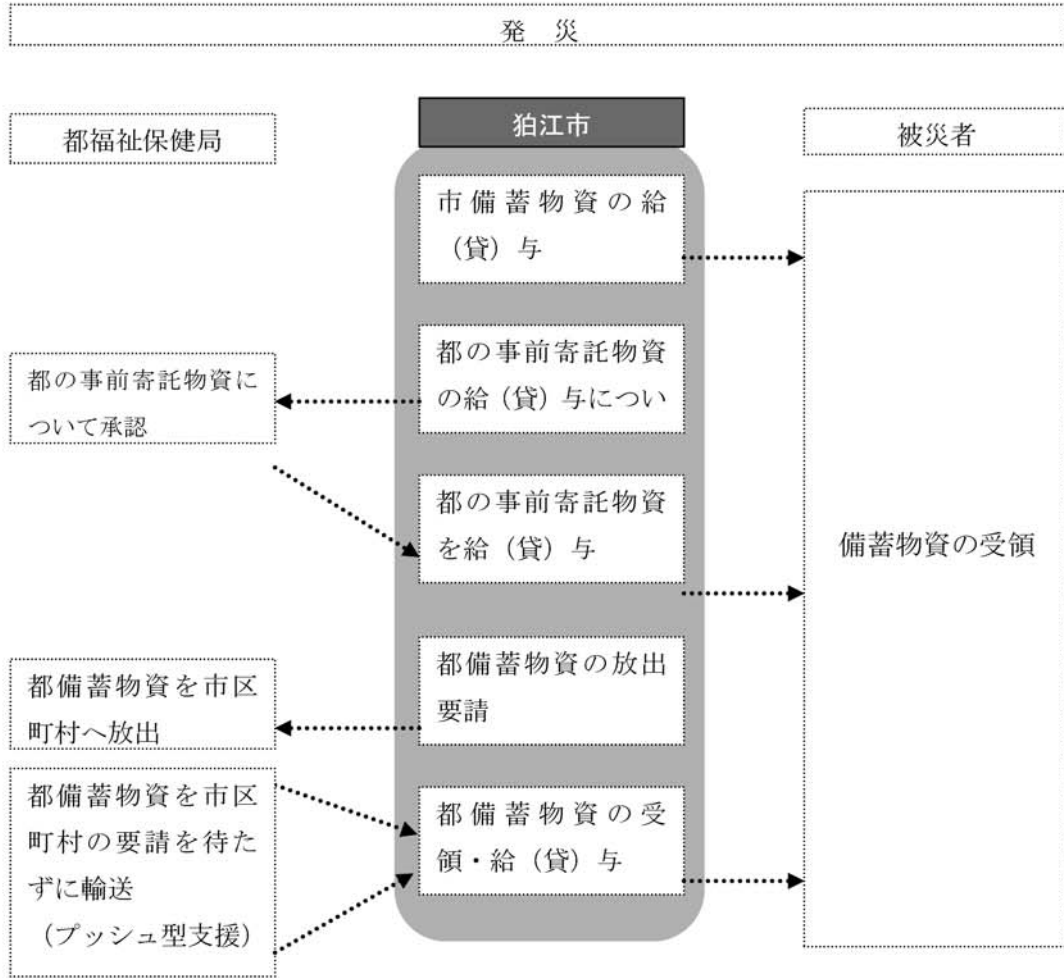 発 災
都福祉保健局
狛江市
被災者
市備蓄物資の給
（貸）与
都の事前寄託物資
の給（貸）与につい
都の事前寄託物資に
ついて承認
都の事前寄託物資
を給（貸）与
備蓄物資の受領
都備蓄物資の放出
要請
都備蓄物資を市区
町村へ放出
都備蓄物資を市区
町村の要請を待た
ずに輸送
（プッシュ型支援）
都備蓄物資の受
領・給（貸）与